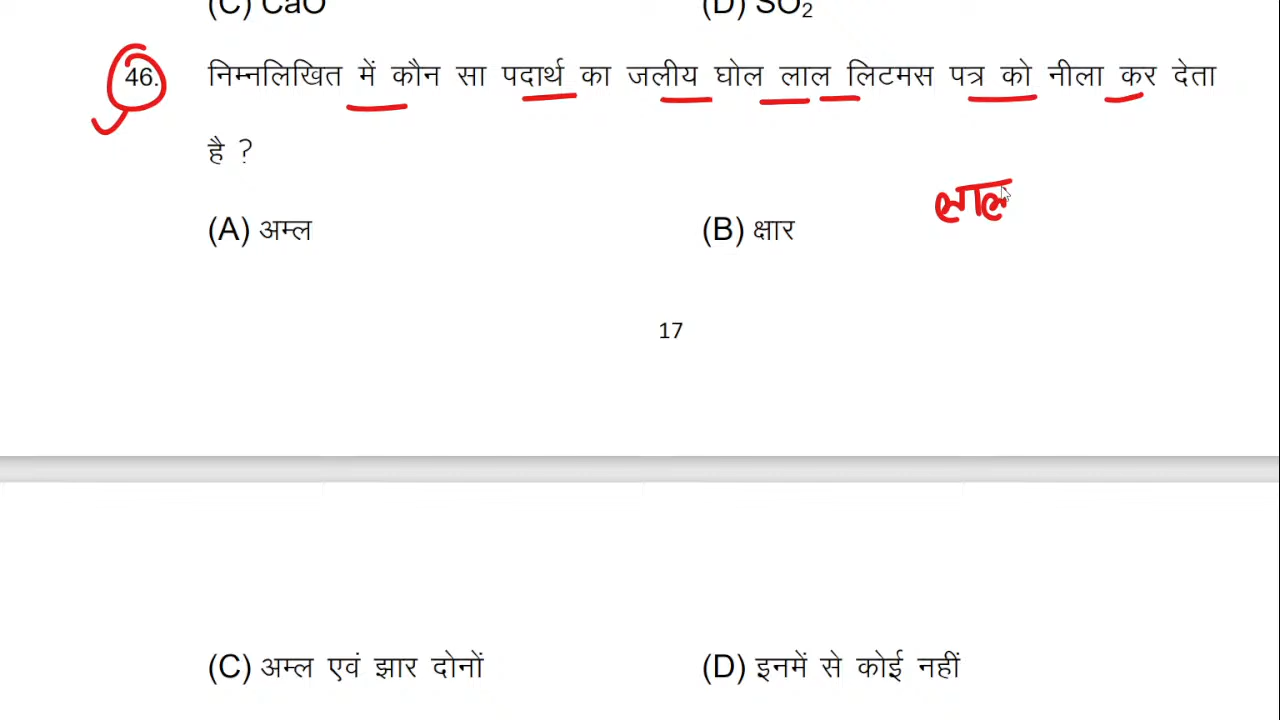 (C) CaO (D) SO₂
46. निम्नलिखित में कौन सा पदार्थ का जलीय घोल लाल लिटमस पत्र को नीला कर देता
है ?
लाल
(A) अम्ल (B) क्षार
17
(C) अम्ल एवं झार दोनों (D) इनमें से कोई नहीं